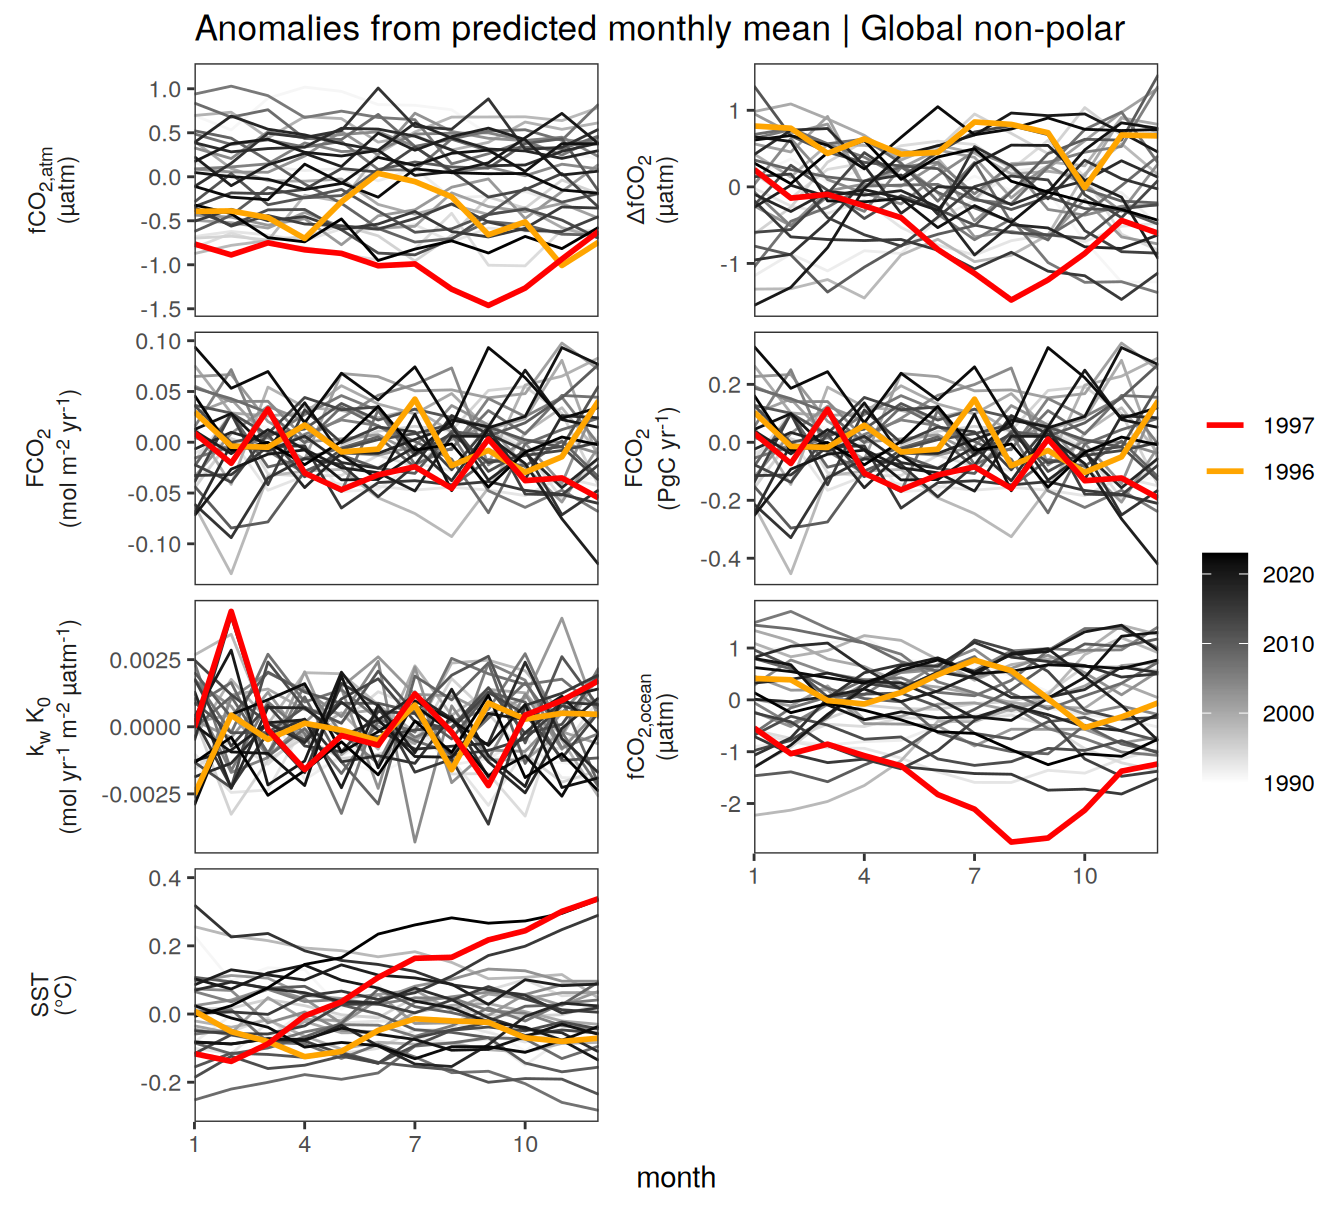 Anomalies from predicted monthly mean | Global non-polar
fCO2,atm
(µatm)
1.0
0.5
0.0
-0.5
-1.0
-1.5
ΔfCO2
(µatm)
1
0
-1
FCO2
(mol m-2 yr-1)
0.10
0.05
0.00
-0.05
-0.10
FCO2
(PgC yr-1)
0.2
0.0
-0.2
-0.4
kw K0
(mol yr-1 m-2 µatm-1)
0.0025
0.0000
-0.0025
fCO2,ocean
(µatm)
1
0
-1
-2
1 4 7 10
SST
(°C)
0.4
0.2
0.0
-0.2
1 4 7 10
month
1997
1996
2020
2010
2000
1990